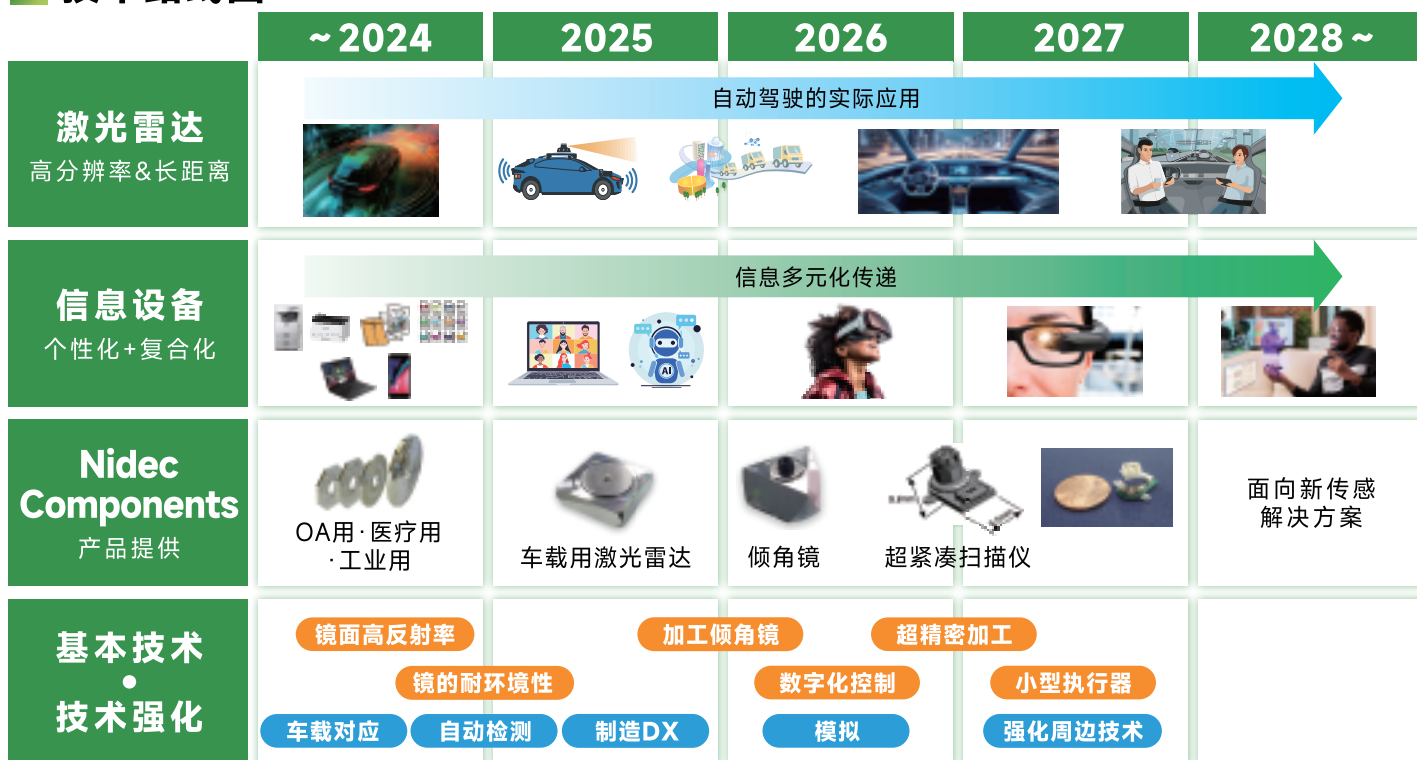 ~2024
2025
2026
2027
2028~
激光雷达
高分辨率&长距离
自动驾驶的实际应用
信息设备
个性化+复合化
信息多元化传递
AI
Nidec
Components
产品提供
OA用·医疗用
·工业用
车载用激光雷达
倾角镜
超紧凑扫描仪
面向新传感
解决方案
基本技术
•
技术强化
镜面高反射率
加工倾角镜
超精密加工
镜的耐环境性
数字化控制
小型执行器
车载对应
自动检测
制造DX
模拟
强化周边技术